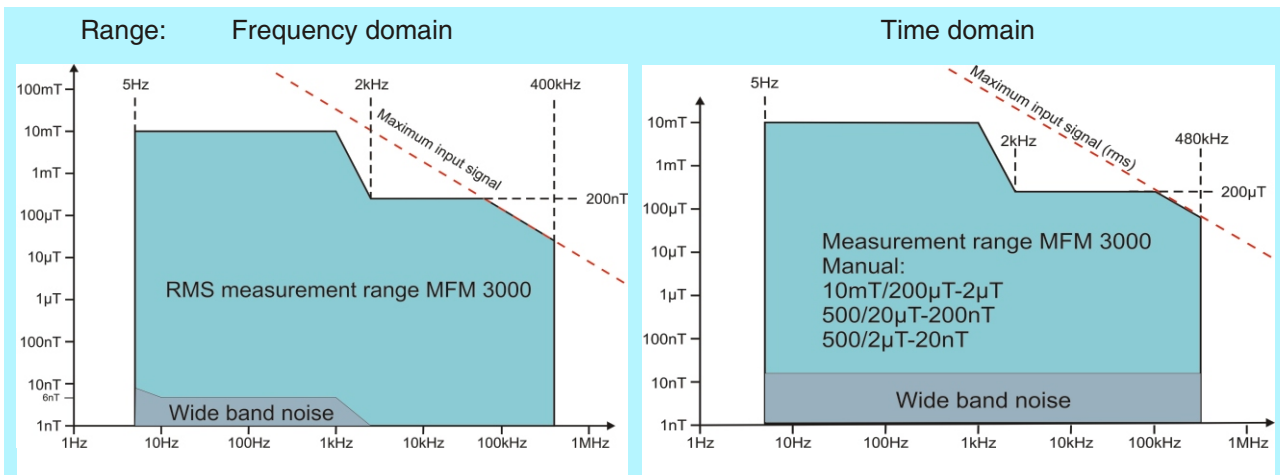 Range: Frequency domain
Time domain
5Hz
2kHz
400kHz
100mT
10mT
1mT
100µT
10µT
1µT
100nT
10nT
6nT
1nT
Maximum input signal
200nT
RMS measurement range MFM 3000
Wide band noise
1Hz
10Hz
100Hz
1kHz
10kHz
100kHz
1MHz
5Hz
2kHz
480kHz
10mT
1mT
100µT
10µT
1µT
100nT
10nT
1nT
Maximum input signal (rms)
200µT
Measurement range MFM 3000
Manual:
10mT/200µT-2µT
500/20µT-200nT
500/2µT-20nT
Wide band noise
1Hz
10Hz
100Hz
1kHz
10kHz
100kHz
1MHz